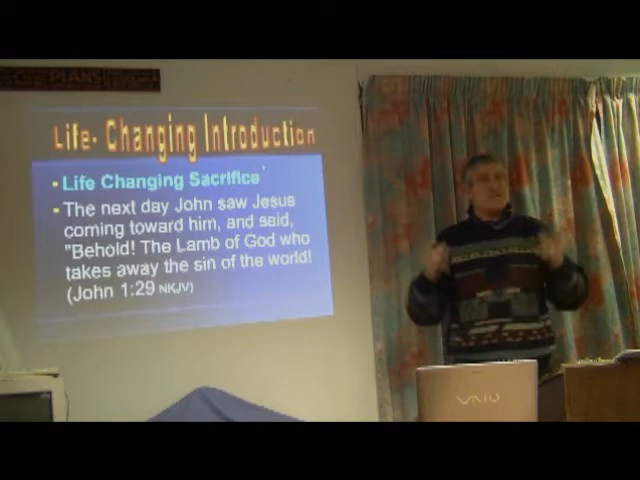 PLANS
Life- Changing Introduction
• Life Changing Sacrifice
• The next day John saw Jesus
coming toward him, and said,
"Behold! The Lamb of God who
takes away the sin of the world!
(John 1:29 NKJV)
VAIO